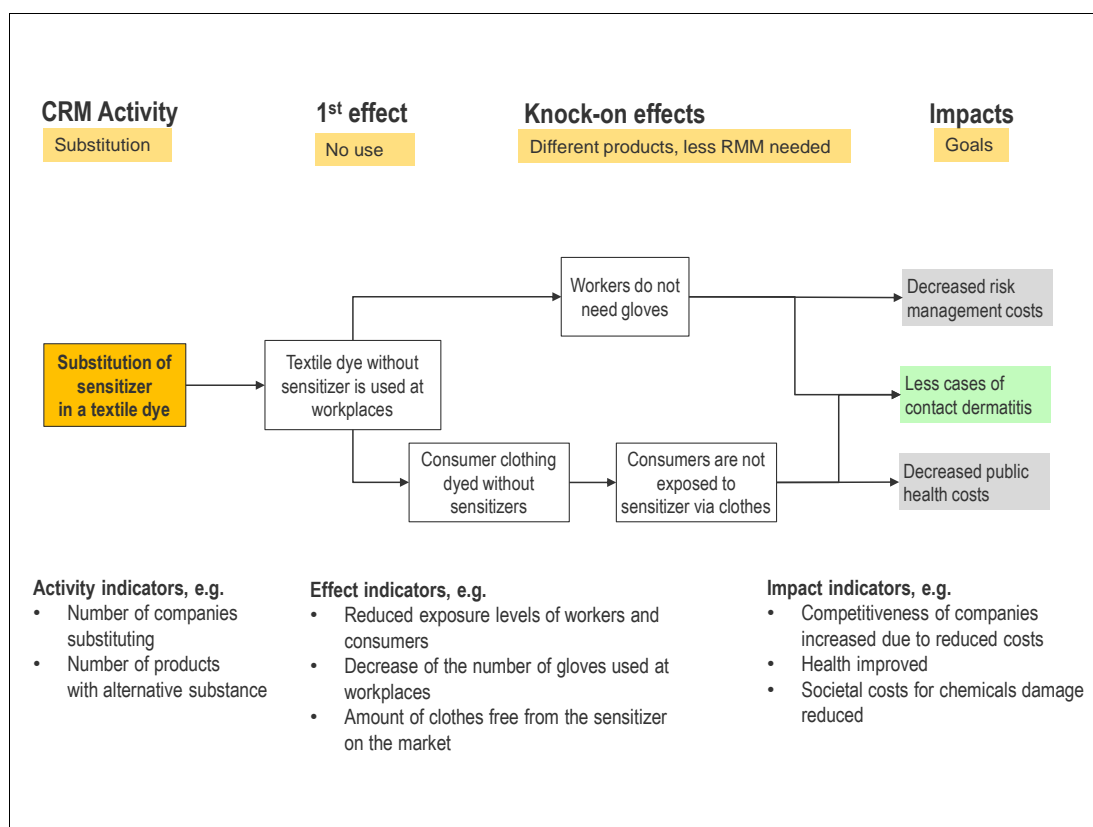 CRM Activity
Substitution
1st effect
No use
Knock-on effects
Different products, less RMM needed
Impacts
Goals
Substitution of
sensitizer
in a textile dye
Textile dye without
sensitizer is used at
workplaces
Workers do not
need gloves
Consumer clothing
dyed without
sensitizers
Consumers are not
exposed to
sensitizer via clothes
Decreased risk
management costs
Less cases of
contact dermatitis
Decreased public
health costs
Activity indicators, e.g.
• Number of companies
substituting
• Number of products
with alternative substance
Effect indicators, e.g.
• Reduced exposure levels of workers and
consumers
• Decrease of the number of gloves used at
workplaces
• Amount of clothes free from the sensitizer
on the market
Impact indicators, e.g.
• Competitiveness of companies
increased due to reduced costs
• Health improved
• Societal costs for chemicals damage
reduced